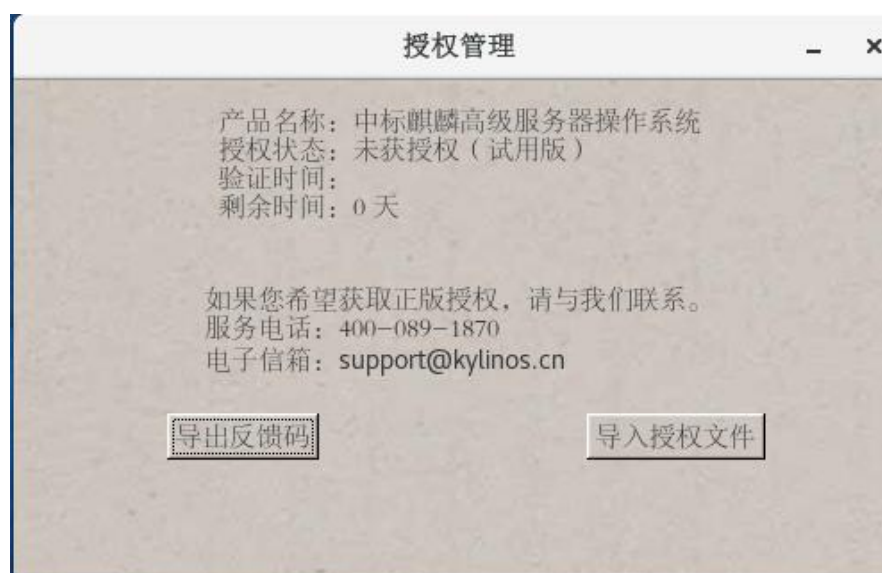 授权管理
产品名称：中标麒麟高级服务器操作系统
授权状态：未获授权（试用版）
验证时间：
剩余时间：0 天
如果您希望获取正版授权，请与我们联系。
服务电话：400-089-1870
电子信箱：support@kylinos.cn
导出反馈码
导入授权文件